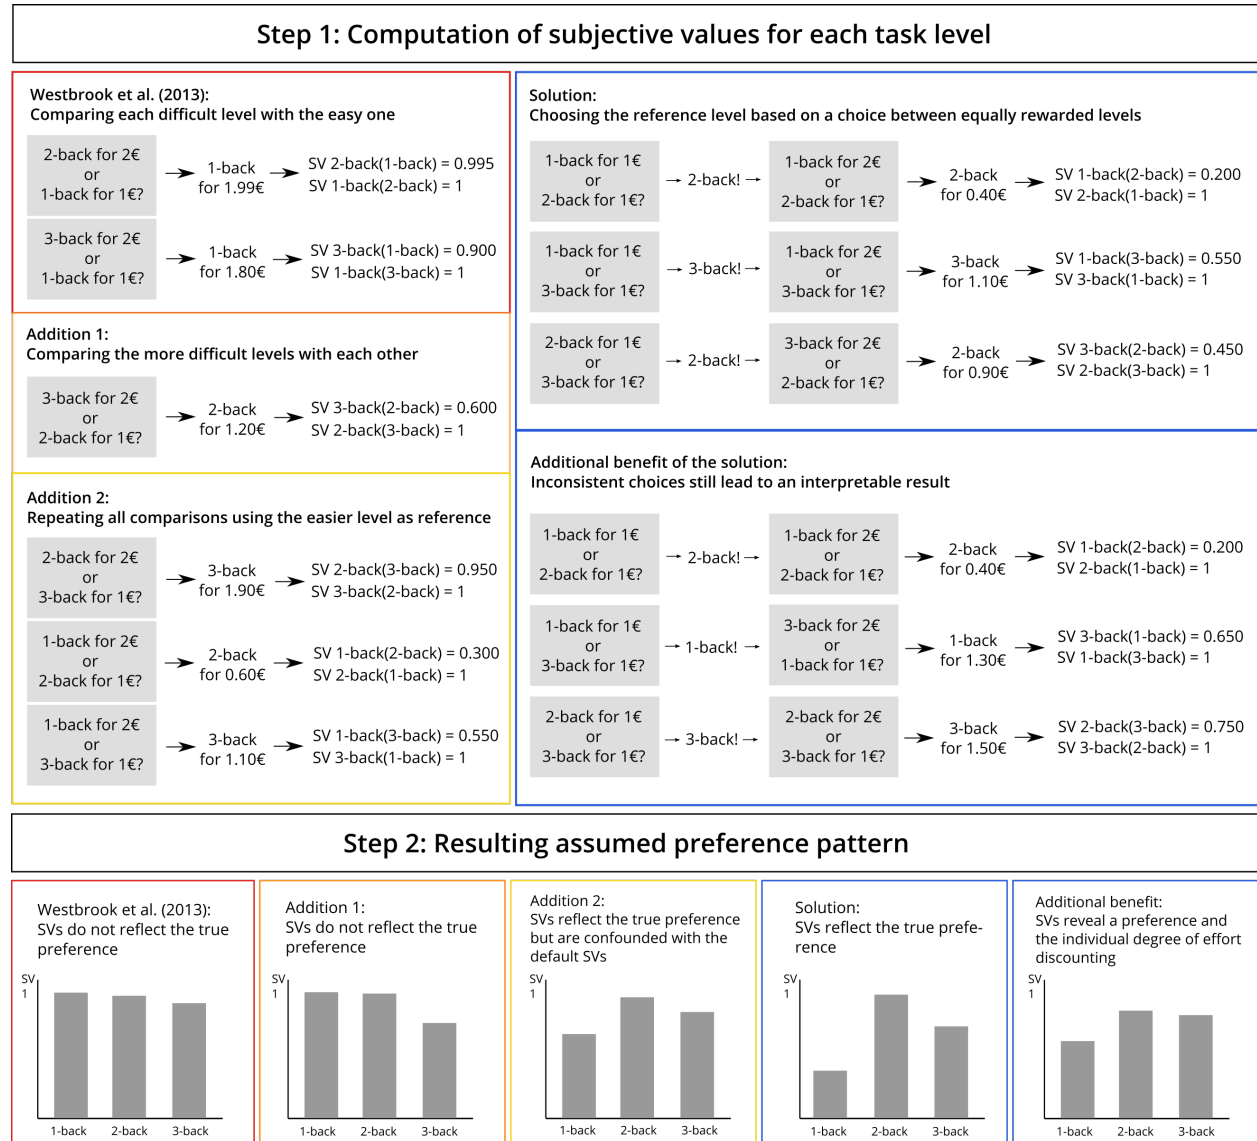 Step 1: Computation of subjective values for each task level
Westbrook et al. (2013):
Comparing each difficult level with the easy one
2-back for 2€
or
1-back for 1€?
1-back
for 1.99€
SV 2-back(1-back) = 0.995
SV 1-back(2-back) = 1
3-back for 2€
or
1-back for 1€?
1-back
for 1.80€
SV 3-back(1-back) = 0.900
SV 1-back(3-back) = 1
Addition 1:
Comparing the more difficult levels with each other
3-back for 2€
or
2-back for 1€?
2-back
for 1.20€
SV 3-back(2-back) = 0.600
SV 2-back(3-back) = 1
Addition 2:
Repeating all comparisons using the easier level as reference
2-back for 2€
or
3-back for 1€?
3-back
for 1.90€
SV 2-back(3-back) = 0.950
SV 3-back(2-back) = 1
1-back for 2€
or
2-back for 1€?
2-back
for 0.60€
SV 1-back(2-back) = 0.300
SV 2-back(1-back) = 1
1-back for 2€
or
3-back for 1€?
3-back
for 1.10€
SV 1-back(3-back) = 0.550
SV 3-back(1-back) = 1
Solution:
Choosing the reference level based on a choice between equally rewarded levels
1-back for 1€
or
2-back for 1€?
2-back!
1-back for 2€
or
2-back for 1€?
2-back
for 0.40€
SV 1-back(2-back) = 0.200
SV 2-back(1-back) = 1
1-back for 1€
or
3-back for 1€?
3-back!
1-back for 2€
or
3-back for 1€?
3-back
for 1.10€
SV 1-back(3-back) = 0.550
SV 3-back(1-back) = 1
2-back for 1€
or
3-back for 1€?
2-back!
3-back for 2€
or
2-back for 1€?
2-back
for 0.90€
SV 3-back(2-back) = 0.450
SV 2-back(3-back) = 1
Additional benefit of the solution:
Inconsistent choices still lead to an interpretable result
1-back for 1€
or
2-back for 1€?
2-back!
1-back for 2€
or
2-back for 1€?
2-back
for 0.40€
SV 1-back(2-back) = 0.200
SV 2-back(1-back) = 1
1-back for 1€
or
3-back for 1€?
1-back!
3-back for 2€
or
1-back for 1€?
1-back
for 1.30€
SV 3-back(1-back) = 0.650
SV 1-back(3-back) = 1
2-back for 1€
or
3-back for 1€?
3-back!
2-back for 2€
or
3-back for 1€?
3-back
for 1.50€
SV 2-back(3-back) = 0.750
SV 3-back(2-back) = 1
Step 2: Resulting assumed preference pattern
Westbrook et al. (2013):
SVs do not reflect the true
preference
SV
1
1-back 2-back 3-back
Addition 1:
SVs do not reflect the true
preference
SV
1
1-back 2-back 3-back
Addition 2:
SVs reflect the true preference
but are confounded with the
default SVs
SV
1
1-back 2-back 3-back
Solution:
SVs reflect the true prefe-
rence
SV
1
1-back 2-back 3-back
Additional benefit:
SVs reveal a preference and
the individual degree of effort
discounting
SV
1
1-back 2-back 3-back